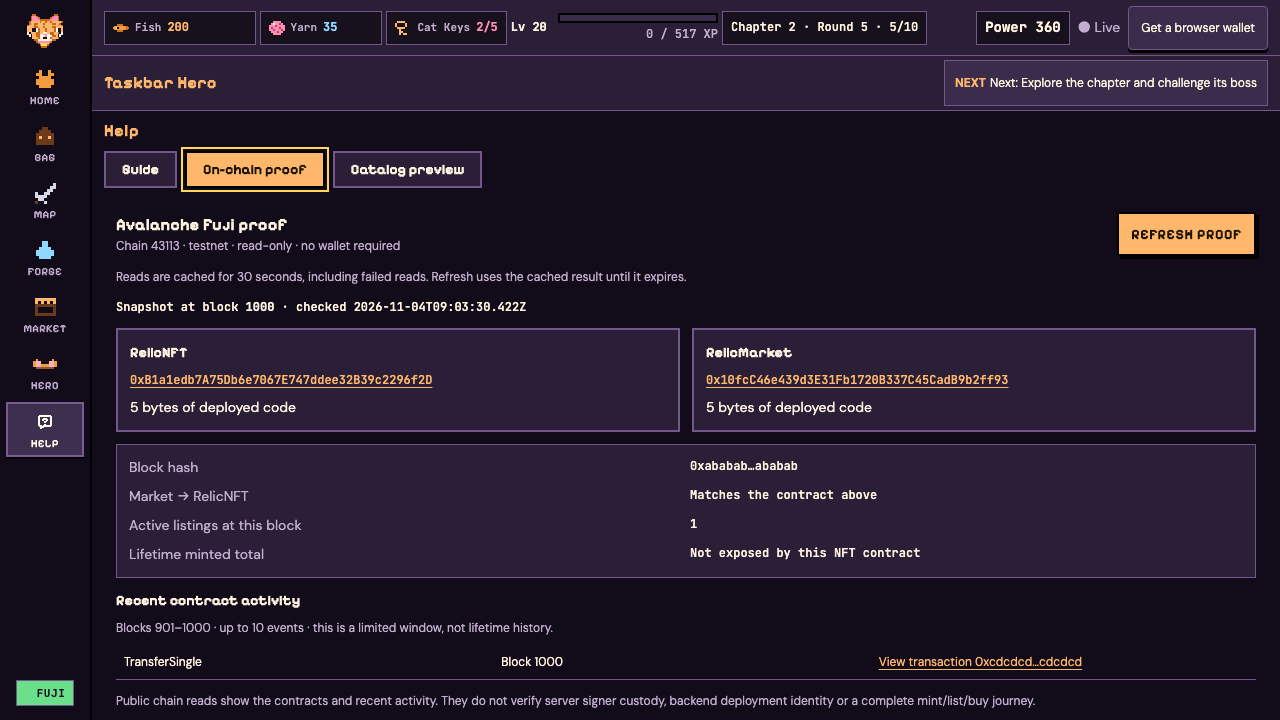 Fish 200
Yarn 35
Cat Keys 2/5
Lv 20
0 / 517 XP
Chapter 2 · Round 5 · 5/10
Power 360
Live
Get a browser wallet
HOME
BAG
MAP
FORGE
MARKET
HERO
HELP
FUJI
Taskbar Hero
NEXT Next: Explore the chapter and challenge its boss
Help
Guide
On-chain proof
Catalog preview
Avalanche Fuji proof
Chain 43113 · testnet · read-only · no wallet required
REFRESH PROOF
Reads are cached for 30 seconds, including failed reads. Refresh uses the cached result until it expires.
Snapshot at block 1000 · checked 2026-11-04T09:03:30.422Z
RelicNFT
0xB1a1edb7A75Db6e7067E747ddee32B39c2296f2D
5 bytes of deployed code
RelicMarket
0x10fcC46e439d3E31Fb1720B337C45CadB9b2ff93
5 bytes of deployed code
Block hash 0xababab…ababab
Market → RelicNFT Matches the contract above
Active listings at this block 1
Lifetime minted total Not exposed by this NFT contract
Recent contract activity
Blocks 901–1000 · up to 10 events · this is a limited window, not lifetime history.
TransferSingle Block 1000 View transaction 0xcdcdcd…cdcdcd
Public chain reads show the contracts and recent activity. They do not verify server signer custody, backend deployment identity or a complete mint/list/buy journey.